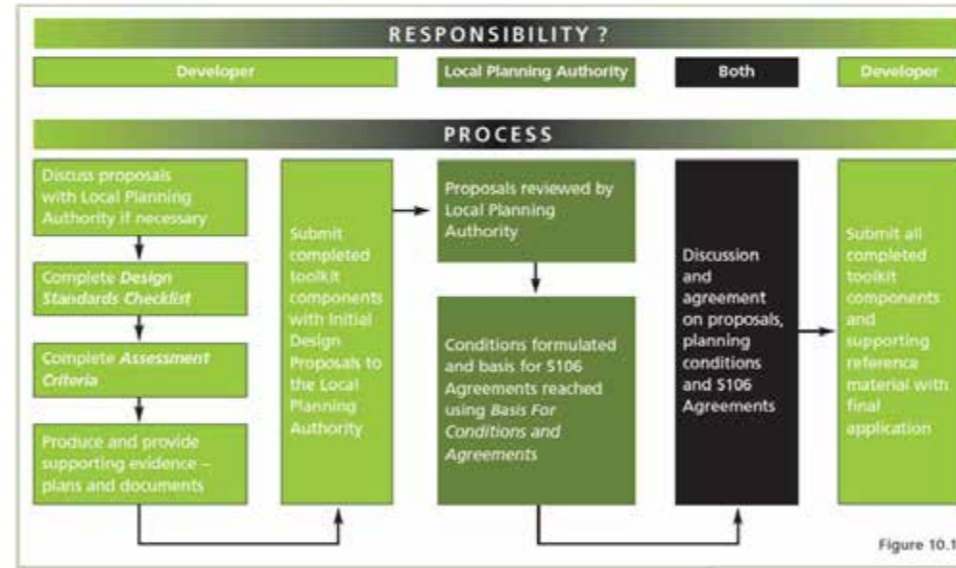 RESPONSIBILITY ?
Developer
Local Planning Authority
Both
Developer
PROCESS
Discuss proposals
with Local Planning
Authority if necessary
Complete Design
Standards Checklist
Complete Assessment
Criteria
Produce and provide
supporting evidence –
plans and documents
Submit
completed
toolkit
components
with Initial
Design
Proposals to
the Local
Planning
Authority
Proposals reviewed by
Local Planning
Authority
Conditions formulated
and basis for S106
Agreements reached
using Basis For
Conditions and
Agreements
Discussion
and
agreement
on proposals,
planning
conditions
and S106
Agreements
Submit all
completed
toolkit
components
and
supporting
reference
material with
final
application
Figure 10.1